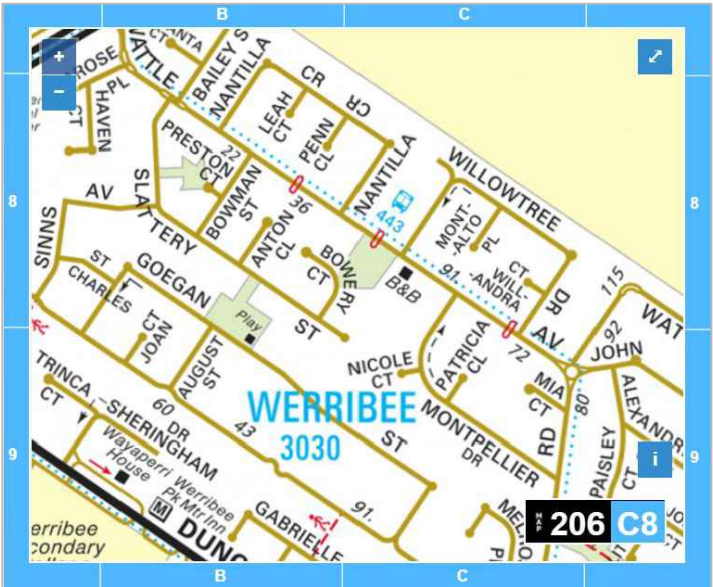 B
C
8
9
8
9
+
−
ROSE
PL
CT
HAVEN
ANTA
CT
WATTLE
BAILEY S
NANTILLA
CR
CR
LEAH
CT
PENN
CL
NANTILLA
443
WILLOWTREE
DR
MONT-
-ALTO
PL
CT
WILL-
-ANDRA
PRESTON
CT
22
36
BOWMAN
ST
ANTON
CL
BOWERY
CT
B&B
91
AV
72
115
92
WAT
JOHN
SLATTERY
ST
AV
SINNS
ST
CHARLES
GOEGAN
ST
CT
JOAN
Play
AUGUST
ST
NICOLE
CT
PATRICIA
CL
MIA
CT
80
RD
MONTPELLIER
DR
ALEXANDR
PAISLEY
CT
WERRIBEE
3030
TRINCA
CT
-SHERINGHAM
DR
60
43
91
Wayaperri
House
Werribee
Pk Mtr Inn
M
DUNC
GABRIELLE
erribee
condary
i
MAP 206 C8